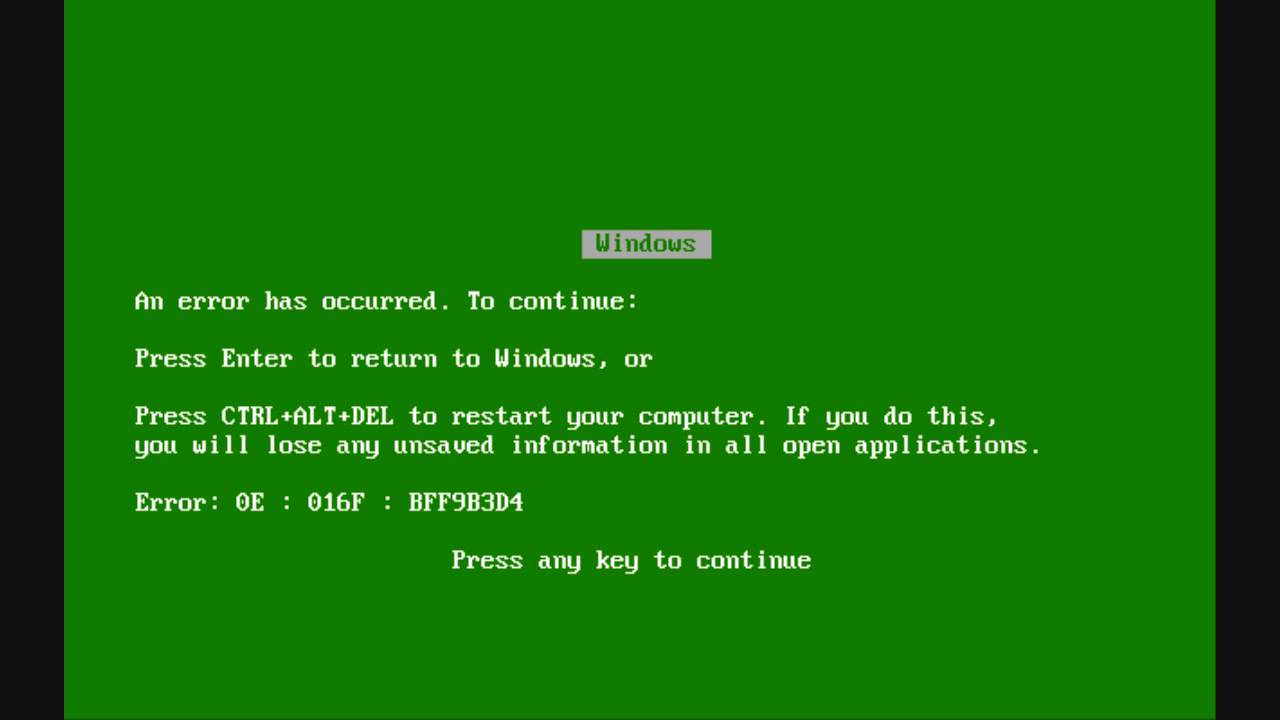 Windows
An error has occurred. To continue:
Press Enter to return to Windows, or
Press CTRL+ALT+DEL to restart your computer. If you do this,
you will lose any unsaved information in all open applications.
Error: 0E : 016F : BFF9B3D4
Press any key to continue